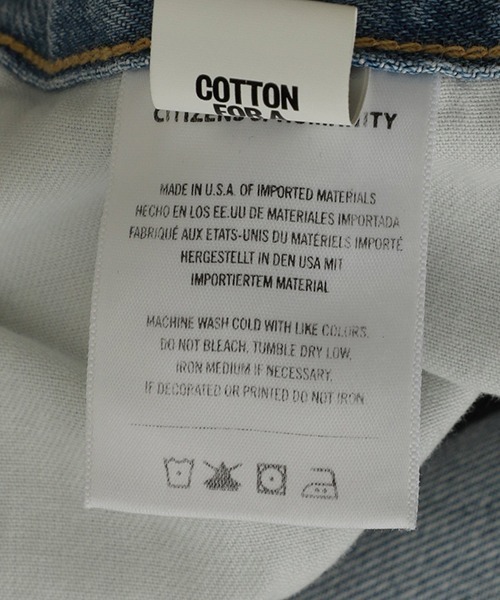 COTTON
FOR A
CITIZENS
MADE IN U.S.A. OF IMPORTED MATERIALS
HECHO EN LOS EE.UU DE MATERIALES IMPORTADA
FABRIQUÉ AUX ETATS-UNIS DU MATÉRIELS IMPORTÉ
HERGESTELLT IN DEN USA MIT
IMPORTIERTEM MATERIAL
MACHINE WASH COLD WITH LIKE COLORS.
DO NOT BLEACH. TUMBLE DRY LOW.
IRON MEDIUM IF NECESSARY.
IF DECORATED OR PRINTED DO NOT IRON